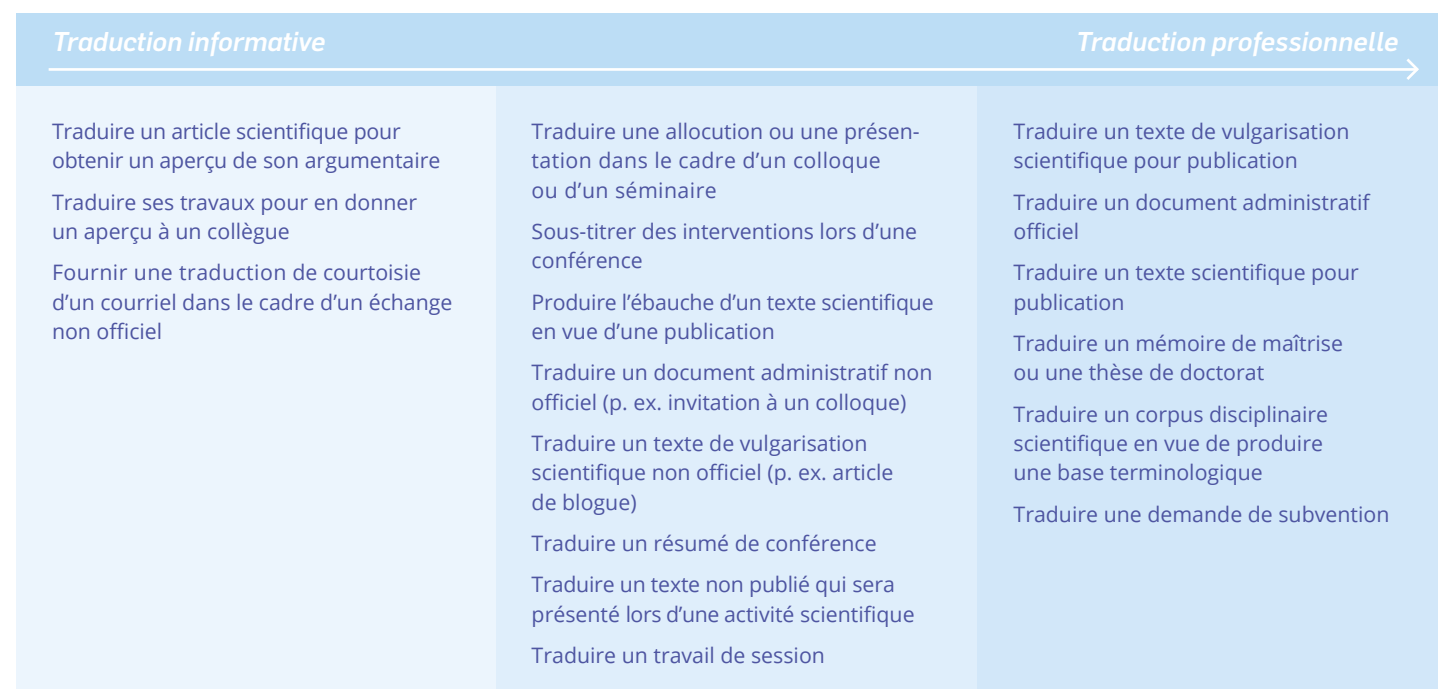 Traduction informative
Traduction professionnelle
Traduire un article scientifique pour
obtenir un aperçu de son argumentaire
Traduire ses travaux pour en donner
un aperçu à un collègue
Fournir une traduction de courtoisie
d’un courriel dans le cadre d’un échange
non officiel
Traduire une allocution ou une présen-
tation dans le cadre d’un colloque
ou d’un séminaire
Sous-titrer des interventions lors d’une
conférence
Produire l’ébauche d’un texte scientifique
en vue d’une publication
Traduire un document administratif non
officiel (p. ex. invitation à un colloque)
Traduire un texte de vulgarisation
scientifique non officiel (p. ex. article
de blogue)
Traduire un résumé de conférence
Traduire un texte non publié qui sera
présenté lors d’une activité scientifique
Traduire un travail de session
Traduire un texte de vulgarisation
scientifique pour publication
Traduire un document administratif
officiel
Traduire un texte scientifique pour
publication
Traduire un mémoire de maîtrise
ou une thèse de doctorat
Traduire un corpus disciplinaire
scientifique en vue de produire
une base terminologique
Traduire une demande de subvention